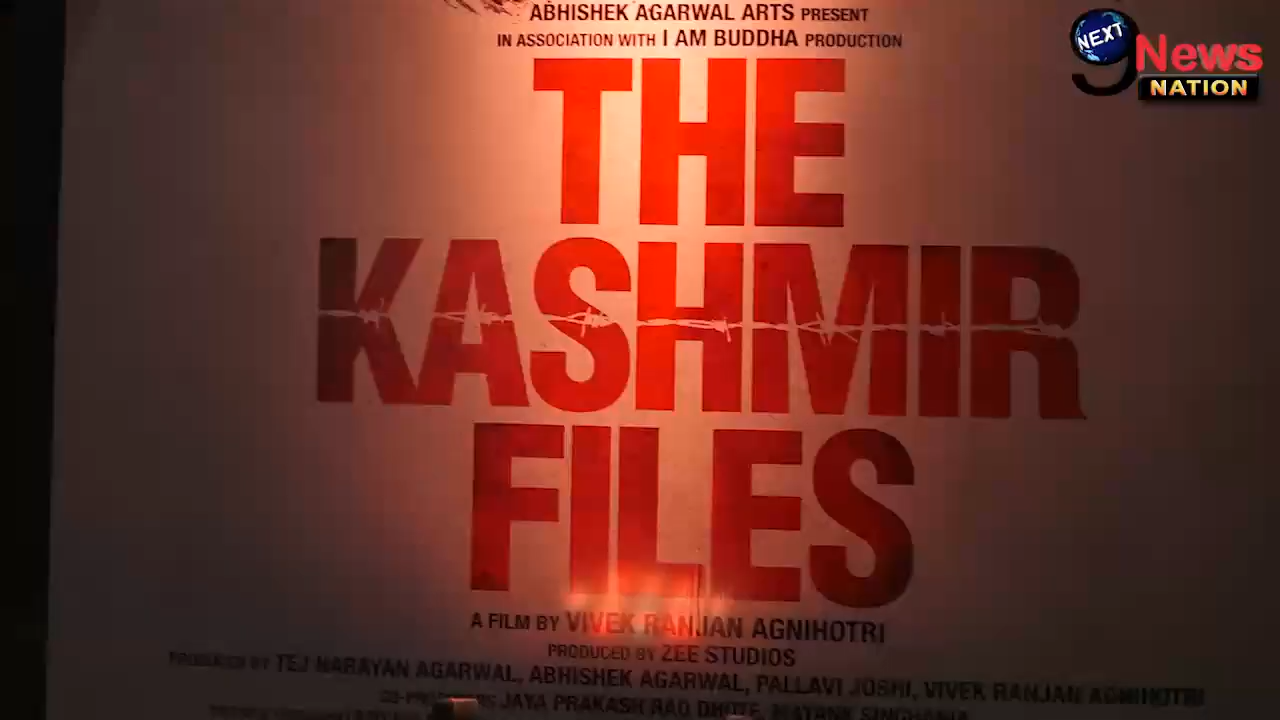 ABHISHEK AGARWAL ARTS PRESENT
IN ASSOCIATION WITH I AM BUDDHA PRODUCTION
THE
KASHMIR
FILES
A FILM BY VIVEK RANJAN AGNIHOTRI
PRODUCED BY ZEE STUDIOS
PRODUCED BY TEJ NARAYAN AGARWAL, ABHISHEK AGARWAL, PALLAVI JOSHI, VIVEK RANJAN AGNIHOTRI
JAYA PRAKASH RAO
NEXT
9 News
NATION